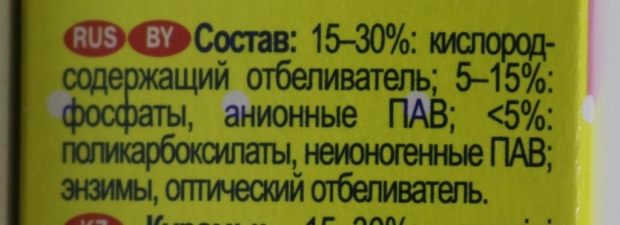 RUS BY Состав: 15–30%: кислород-
содержащий отбеливатель; 5–15%:
фосфаты, анионные ПАВ; <5%:
поликарбоксилаты, неионогенные ПАВ;
энзимы, оптический отбеливатель.